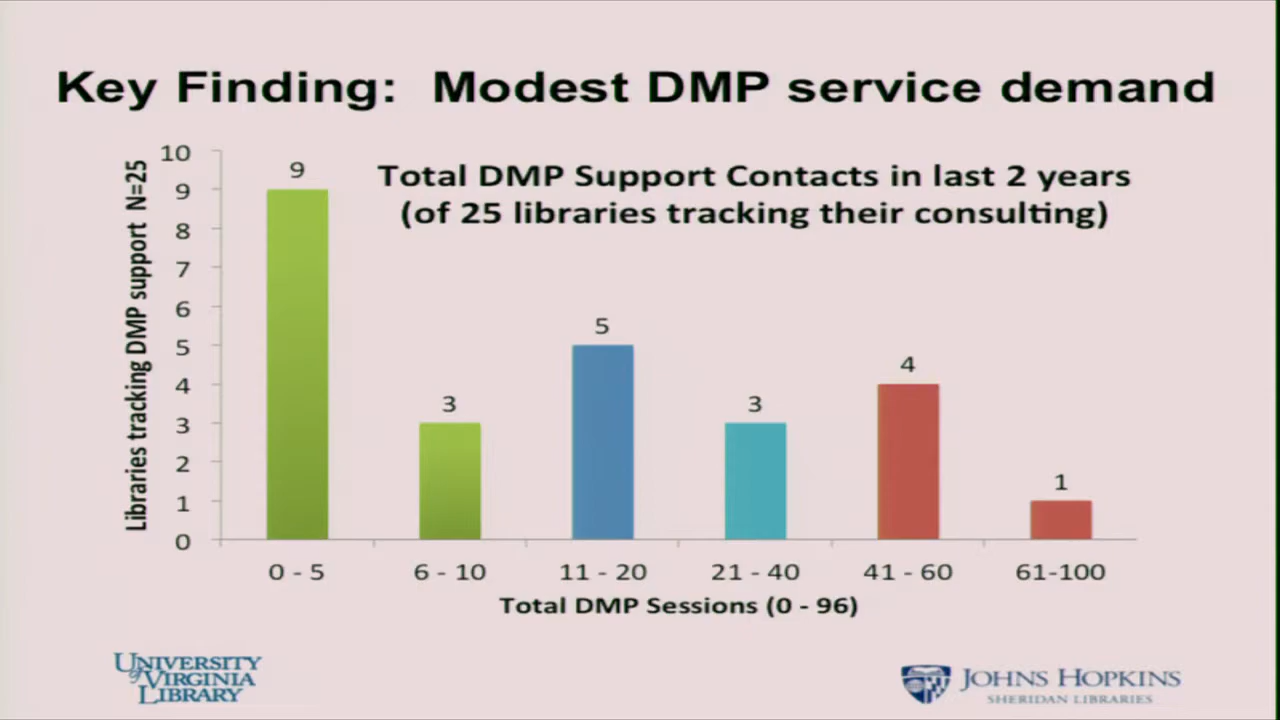 Key Finding: Modest DMP service demand
Total DMP Support Contacts in last 2 years
(of 25 libraries tracking their consulting)
Libraries tracking DMP support N=25
10
9
8
7
6
5
4
3
2
1
0
9
3
5
3
4
1
0 - 5
6 - 10
11 - 20
21 - 40
41 - 60
61-100
Total DMP Sessions (0 - 96)
UNIVERSITY
of VIRGINIA
LIBRARY
JOHNS HOPKINS
SHERIDAN LIBRARIES